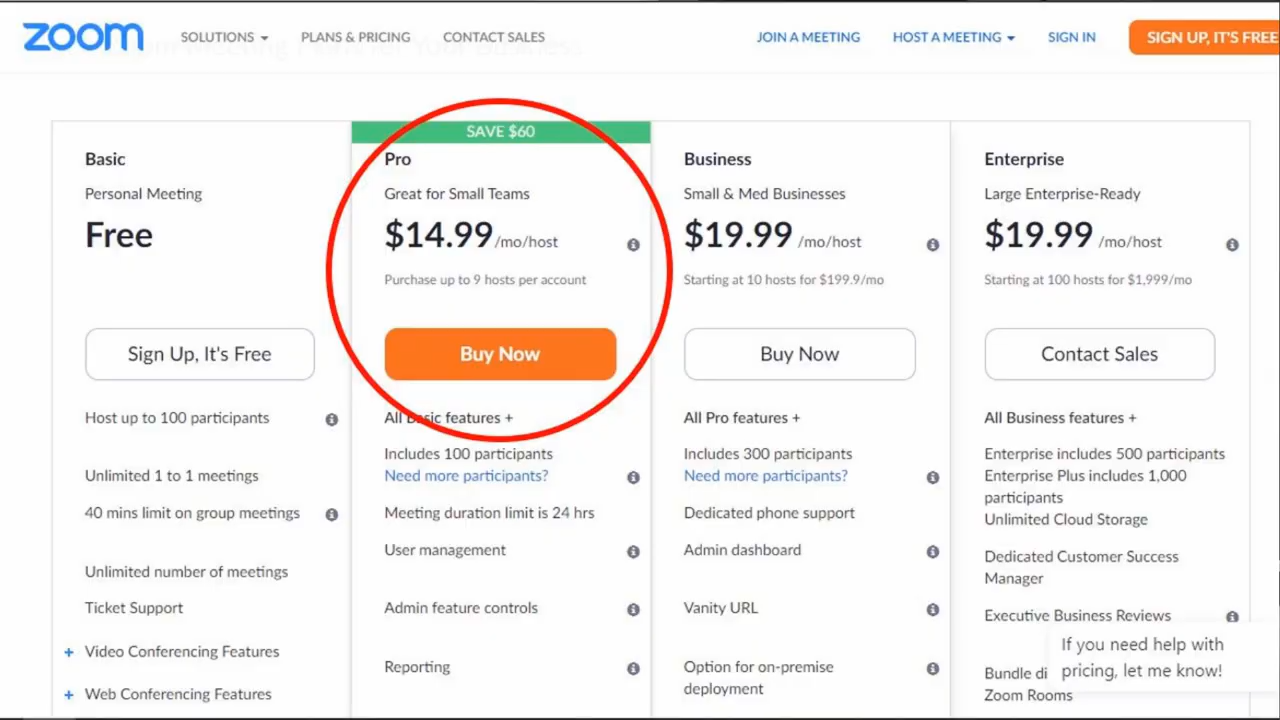 zoom
SOLUTIONS
PLANS & PRICING
CONTACT SALES
JOIN A MEETING
HOST A MEETING
SIGN IN
SIGN UP, IT'S FREE
Basic
Personal Meeting
Free
Sign Up, It's Free
Host up to 100 participants
Unlimited 1 to 1 meetings
40 mins limit on group meetings
Unlimited number of meetings
Ticket Support
+ Video Conferencing Features
+ Web Conferencing Features
SAVE $60
Pro
Great for Small Teams
$14.99/mo/host
Purchase up to 9 hosts per account
Buy Now
All Basic features +
Includes 100 participants
Need more participants?
Meeting duration limit is 24 hrs
User management
Admin feature controls
Reporting
Business
Small & Med Businesses
$19.99 /mo/host
Starting at 10 hosts for $199.9/mo
Buy Now
All Pro features +
Includes 300 participants
Need more participants?
Dedicated phone support
Admin dashboard
Vanity URL
Option for on-premise
deployment
Enterprise
Large Enterprise-Ready
$19.99 /mo/host
Starting at 100 hosts for $1,999/mo
Contact Sales
All Business features +
Enterprise includes 500 participants
Enterprise Plus includes 1,000
participants
Unlimited Cloud Storage
Dedicated Customer Success
Manager
Executive Business Reviews
Bundle di
Zoom Rooms
If you need help with
pricing, let me know!